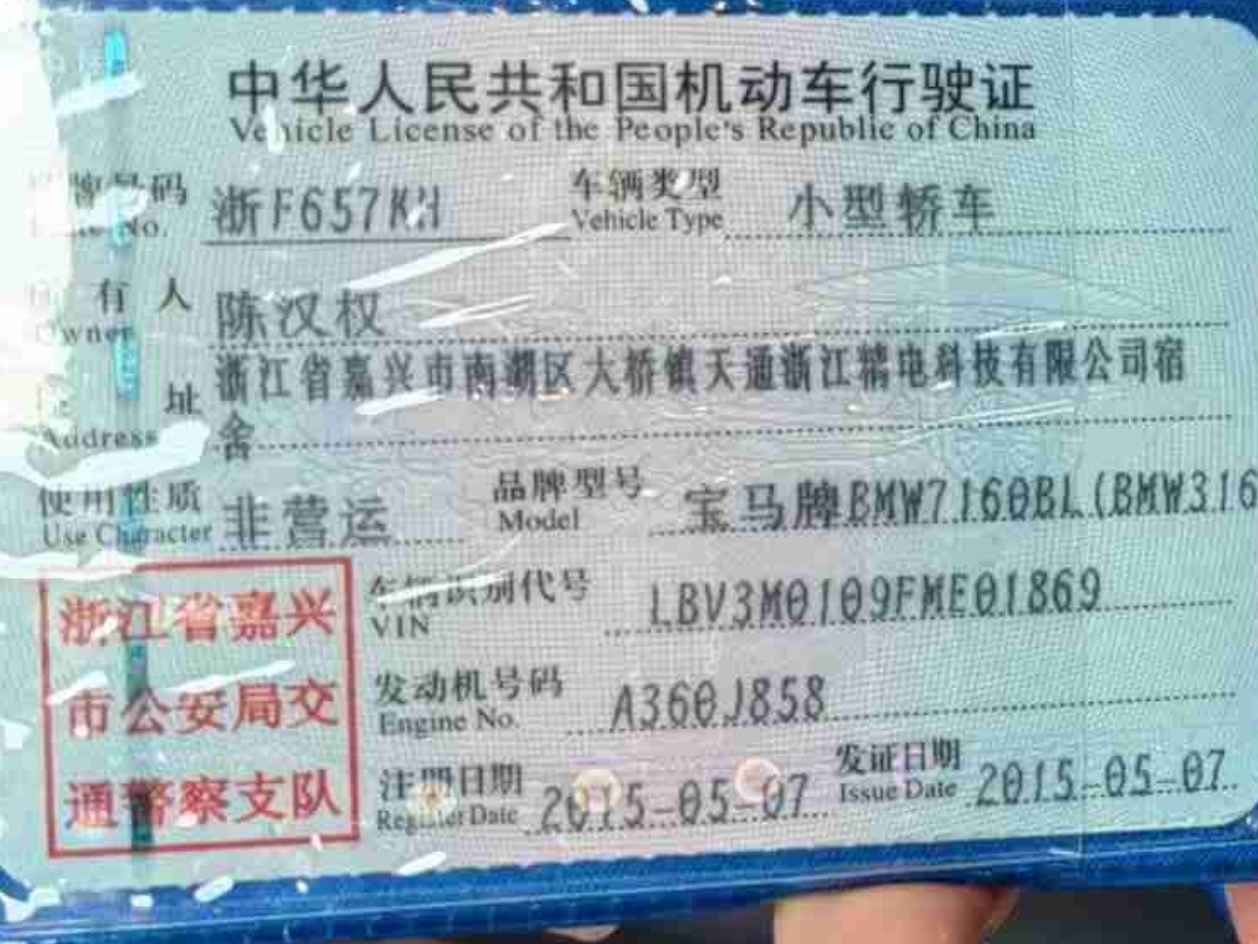 中华人民共和国机动车行驶证
Vehicle License of the People's Republic of China
牌号码 浙F657KH 车辆类型 小型轿车
No. Vehicle Type
有人 陈汉权
Owner
浙江省嘉兴市南湖区大桥镇天通浙江精电科技有限公司宿
址
Address 舍
使用性质 非营运 品牌型号 宝马牌BMW7160BL(BMW316
Use Character Model
浙江省嘉兴 车辆识别代号 LBV3M0109FME01869
VIN
市公安局交 发动机号码 A360J858
Engine No.
通警察支队 注册日期 2015-05-07 发证日期 2015-05-07
Register Date Issue Date